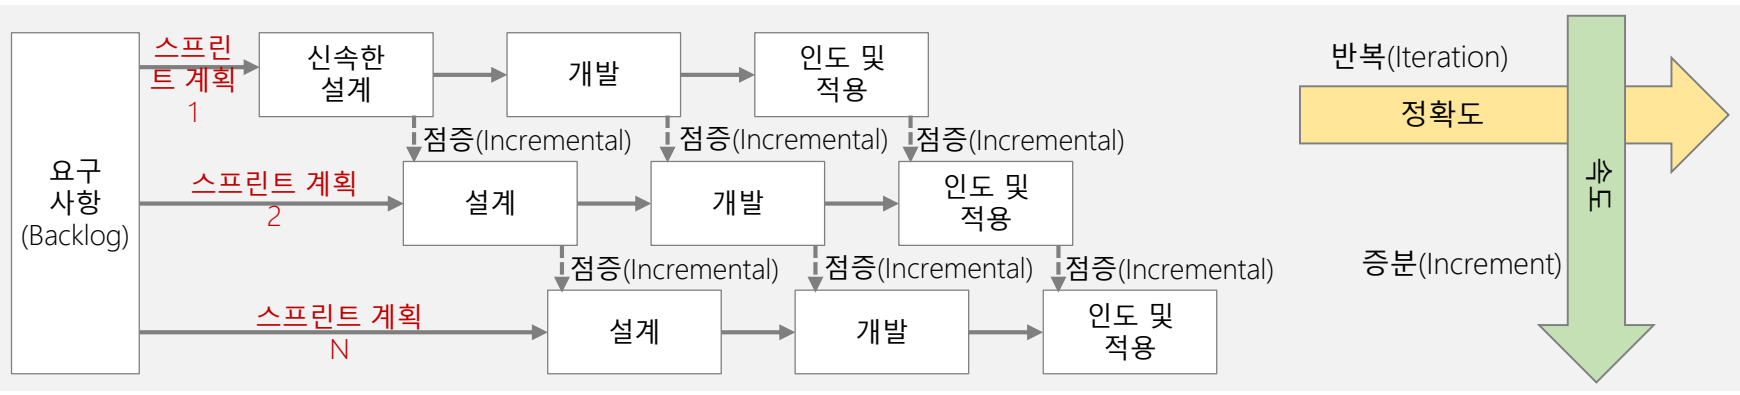 스프린
트 계획
1
신속한
설계
개발
인도 및
적용
반복(Iteration)
정확도
점증(Incremental)
점증(Incremental)
점증(Incremental)
요구
사항
(Backlog)
스프린트 계획
2
설계
개발
인도 및
적용
속도
점증(Incremental)
점증(Incremental)
점증(Incremental)
증분(Increment)
스프린트 계획
N
설계
개발
인도 및
적용